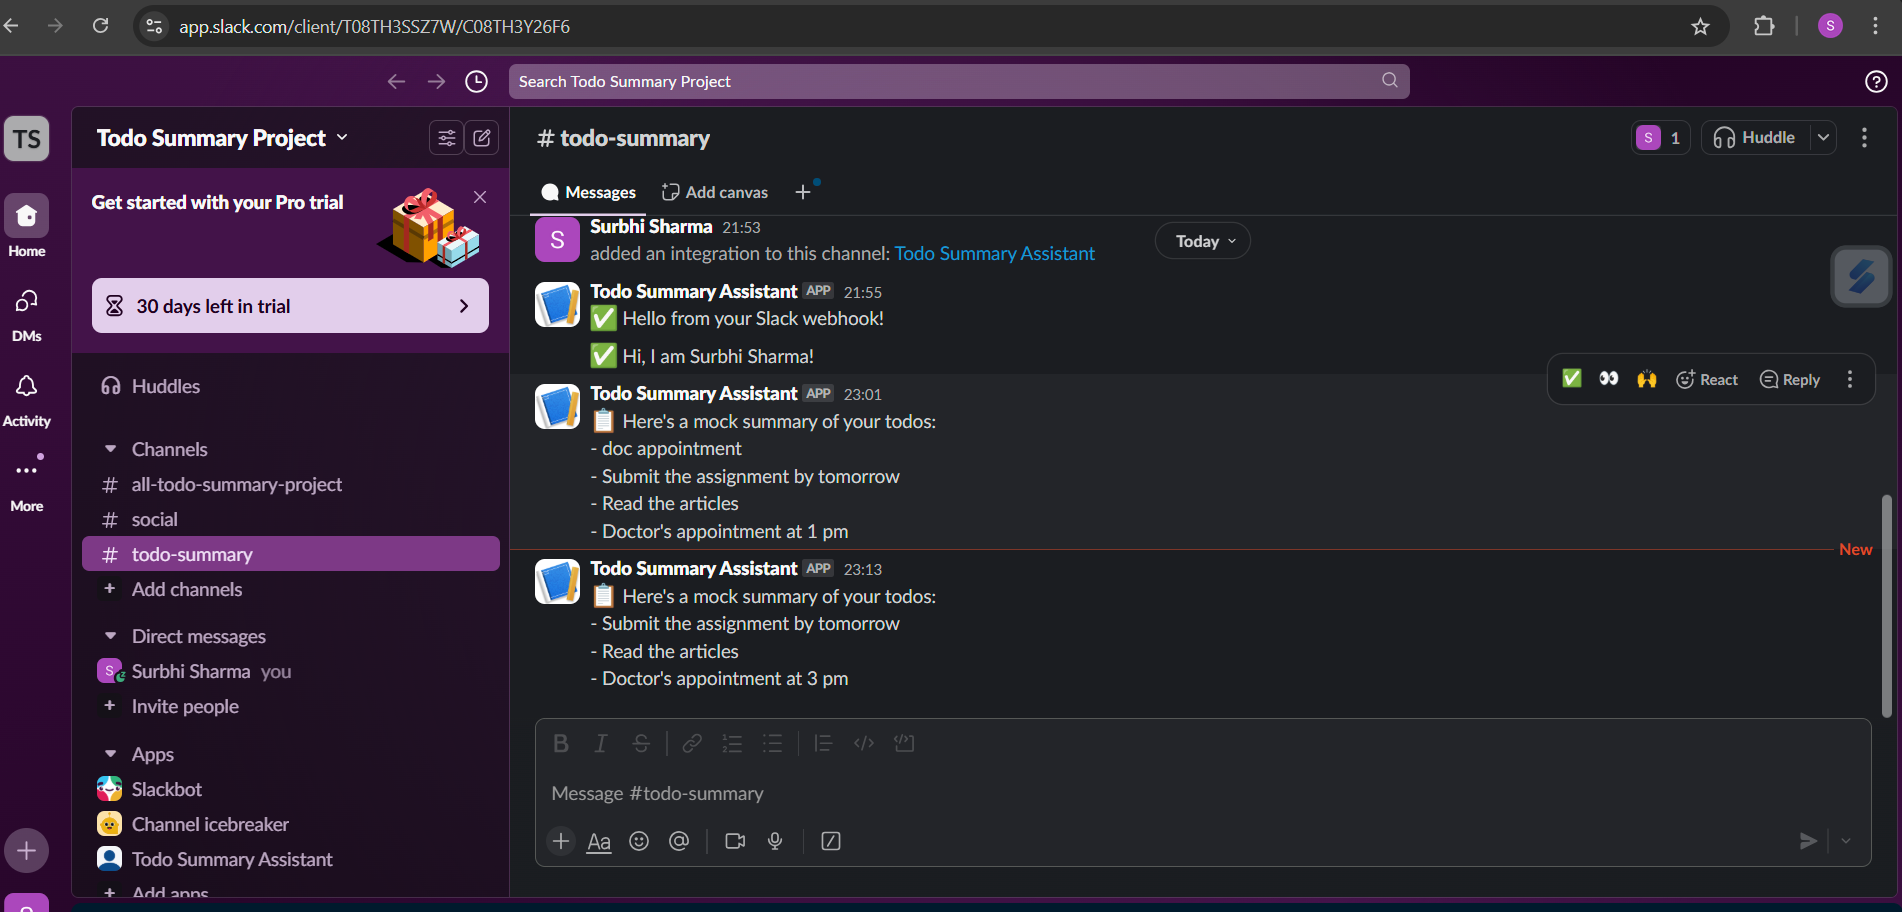 app.slack.com/client/T08TH3SSZ7W/C08TH3Y26F6
S
Search Todo Summary Project
TS
Home
DMs
Activity
More
Todo Summary Project
Get started with your Pro trial
30 days left in trial
Huddles
Channels
# all-todo-summary-project
# social
# todo-summary
+ Add channels
Direct messages
S Surbhi Sharma you
+ Invite people
Apps
Slackbot
Channel icebreaker
Todo Summary Assistant
+ Add apps
# todo-summary
S 1
Huddle
Messages
Add canvas
+
S
Surbhi Sharma 21:53
added an integration to this channel: Todo Summary Assistant
Today
Todo Summary Assistant APP 21:55
✅ Hello from your Slack webhook!
✅ Hi, I am Surbhi Sharma!
✅ 👀 🙌 React Reply
Todo Summary Assistant APP 23:01
📋 Here's a mock summary of your todos:
- doc appointment
- Submit the assignment by tomorrow
- Read the articles
- Doctor's appointment at 1 pm
New
Todo Summary Assistant APP 23:13
📋 Here's a mock summary of your todos:
- Submit the assignment by tomorrow
- Read the articles
- Doctor's appointment at 3 pm
B I S
Message #todo-summary
+ Aa @